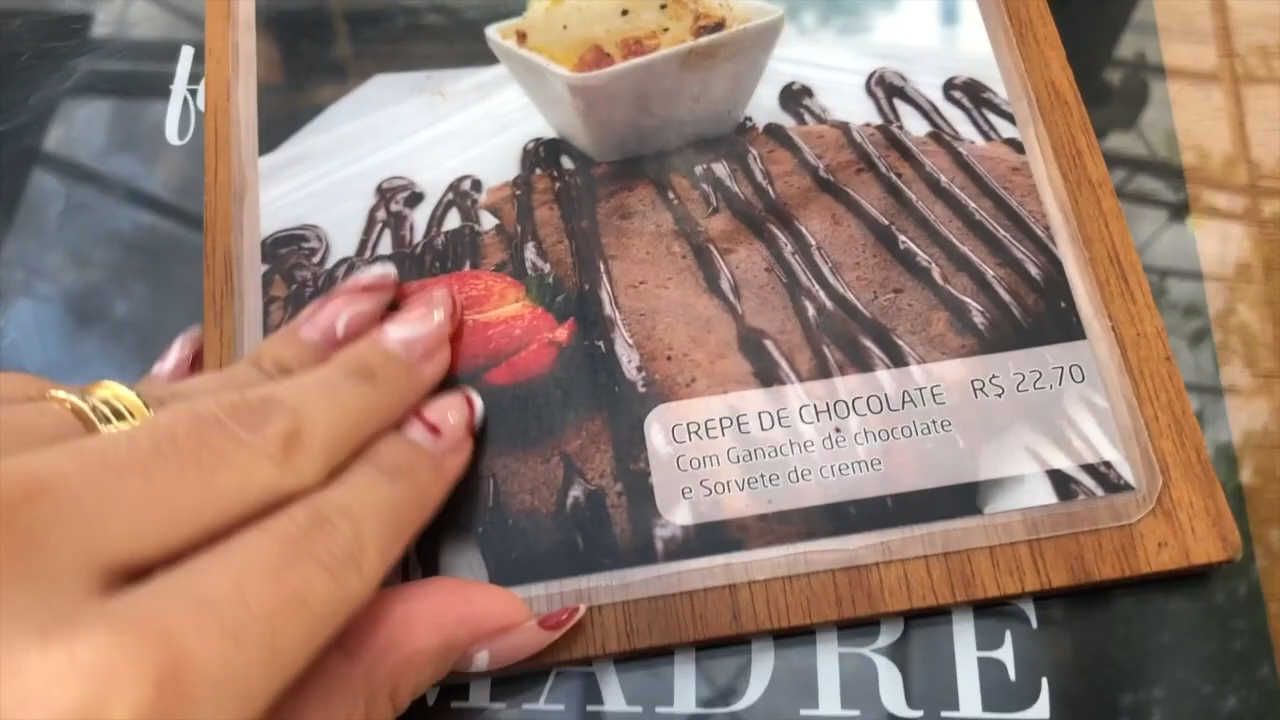 CREPE DE CHOCOLATE R$ 22,70
Com Ganache de chocolate
e Sorvete de creme
MADRE